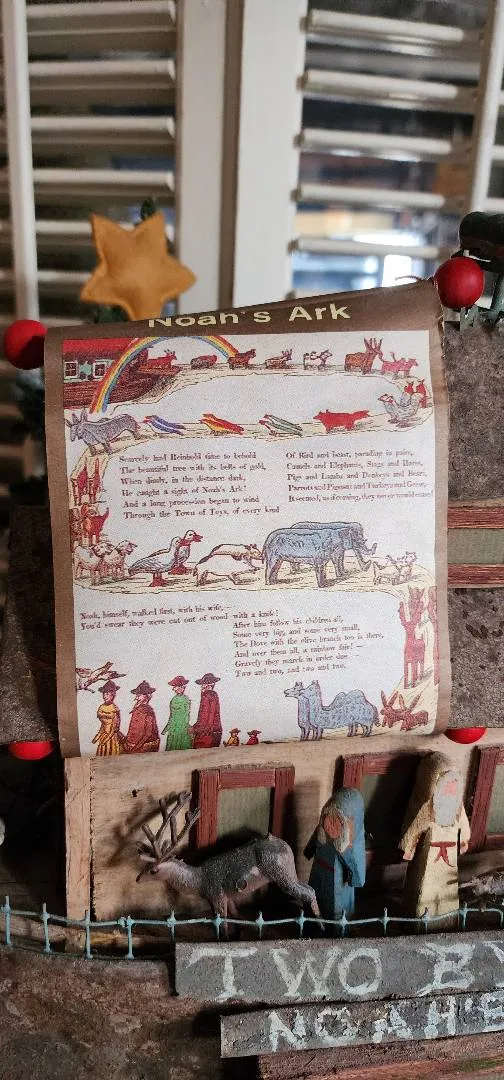 Noah's Ark
Scarcely had Reinhold time to behold
The beautiful tree with its bells of gold,
When dimly, in the distance dark,
He caught a sight of Noah's Ark!
And a long procession began to wind
Through the Town of Toys, of every kind
Of Bird and beast, parading in pairs,
Camels and Elephants, Stags and Hares,
Pigs and Lambs and Donkeys and Bears,
Parrots and Pigeons and Turkeys and Geese,
It seemed, as if coming, they never would cease!
Noah, himself, walked first, with his wife,—
You'd swear they were cut out of wood with a knife!
After him follow his children all,
Some very big, and some very small,
The Dove with the olive branch too is there,
And over them all, a rainbow fair! —
Gravely they march in order due
Two and two, and two and two.
TWO BY
NOAH'S